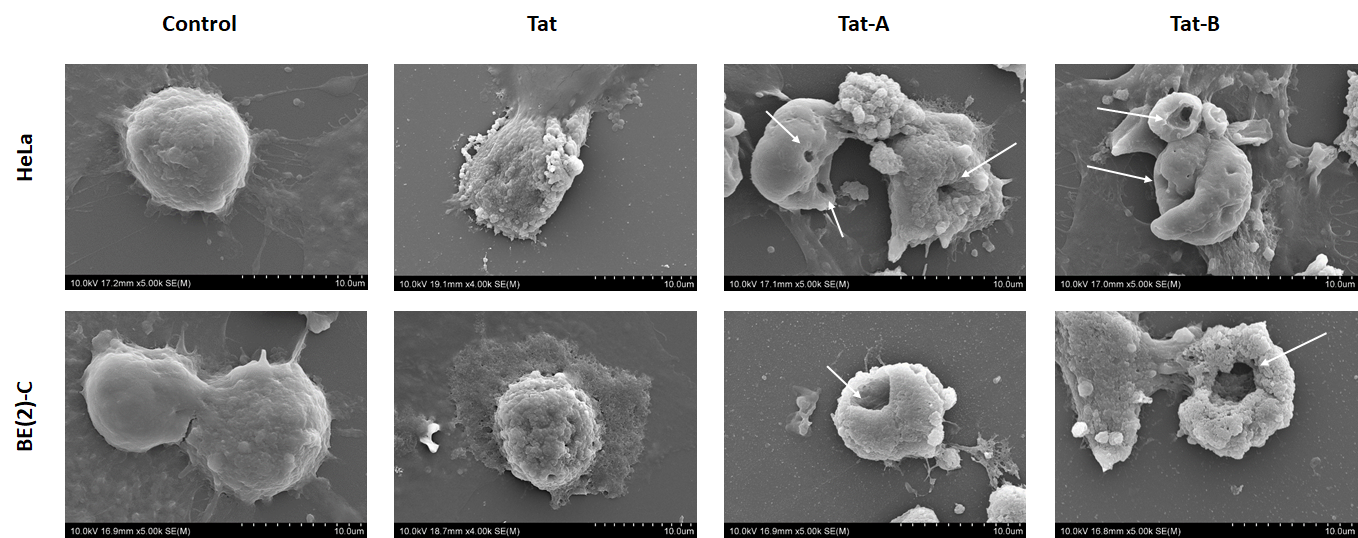 Control Tat Tat-A Tat-B
HeLa
10.0kV 17.2mm x5.00k SE(M) 10.0um
10.0kV 19.1mm x4.00k SE(M) 10.0um
10.0kV 17.1mm x5.00k SE(M) 10.0um
10.0kV 17.0mm x5.00k SE(M) 10.0um
BE(2)-C
10.0kV 16.9mm x5.00k SE(M) 10.0um
10.0kV 18.7mm x4.00k SE(M) 10.0um
10.0kV 16.9mm x5.00k SE(M) 10.0um
10.0kV 16.8mm x5.00k SE(M) 10.0um